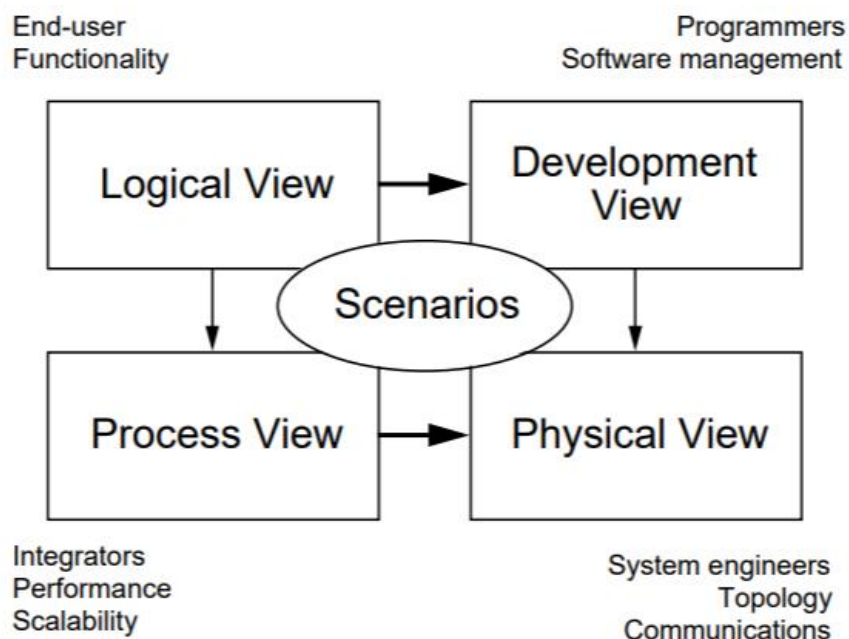 End-user
Functionality
Programmers
Software management
Logical View
Development
View
Scenarios
Process View
Physical View
Integrators
Performance
Scalability
System engineers
Topology
Communications